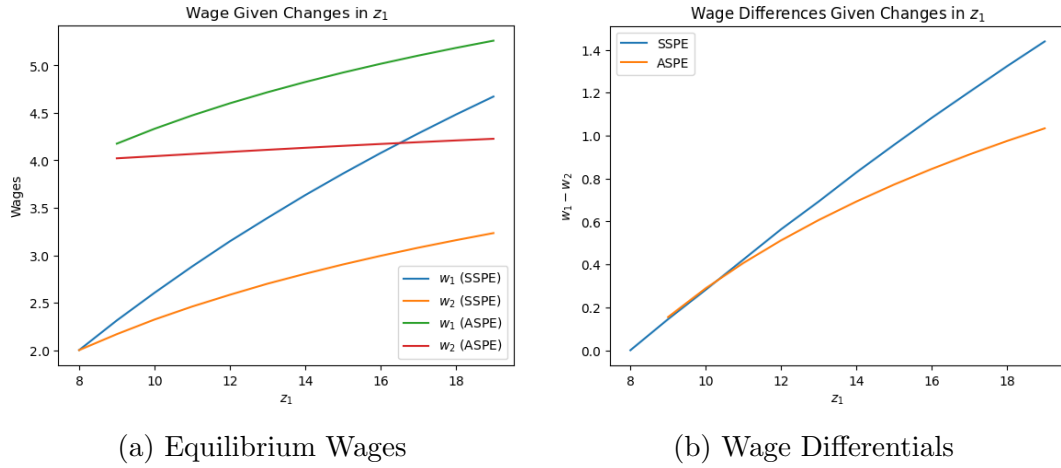 Wage Given Changes in z₁
Wages
5.0
4.5
4.0
3.5
3.0
2.5
2.0
8 10 12 14 16 18
z₁
w₁ (SSPE)
w₂ (SSPE)
w₁ (ASPE)
w₂ (ASPE)
(a) Equilibrium Wages
Wage Differences Given Changes in z₁
SSPE
ASPE
w₁ − w₂
1.4
1.2
1.0
0.8
0.6
0.4
0.2
0.0
8 10 12 14 16 18
z₁
(b) Wage Differentials